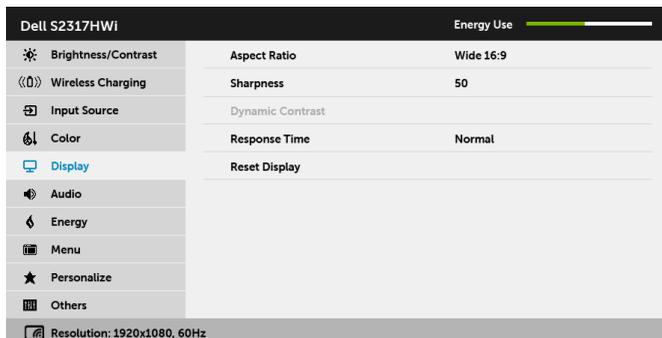 Dell S2317HWi Energy Use
Brightness/Contrast Aspect Ratio Wide 16:9
Wireless Charging Sharpness 50
Input Source Dynamic Contrast
Color Response Time Normal
Display Reset Display
Audio
Energy
Menu
Personalize
Others
Resolution: 1920x1080, 60Hz